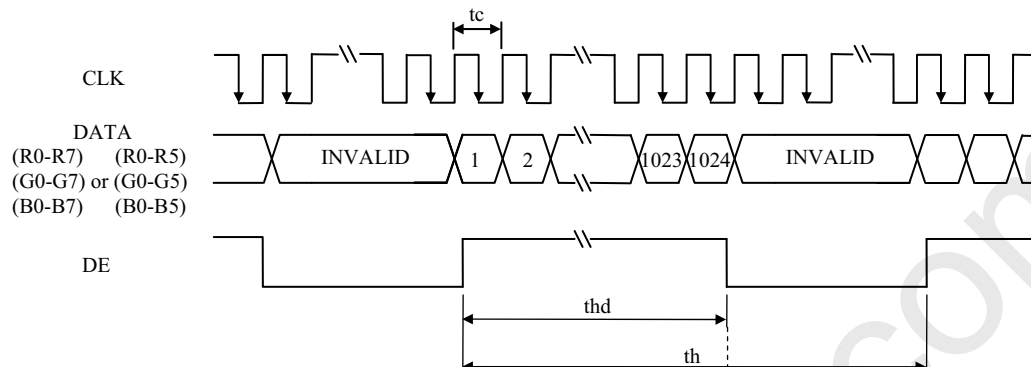 tc
CLK
DATA
(R0-R7) (R0-R5)
(G0-G7) or (G0-G5)
(B0-B7) (B0-B5)
INVALID 1 2 1023 1024 INVALID
DE
thd
th
com